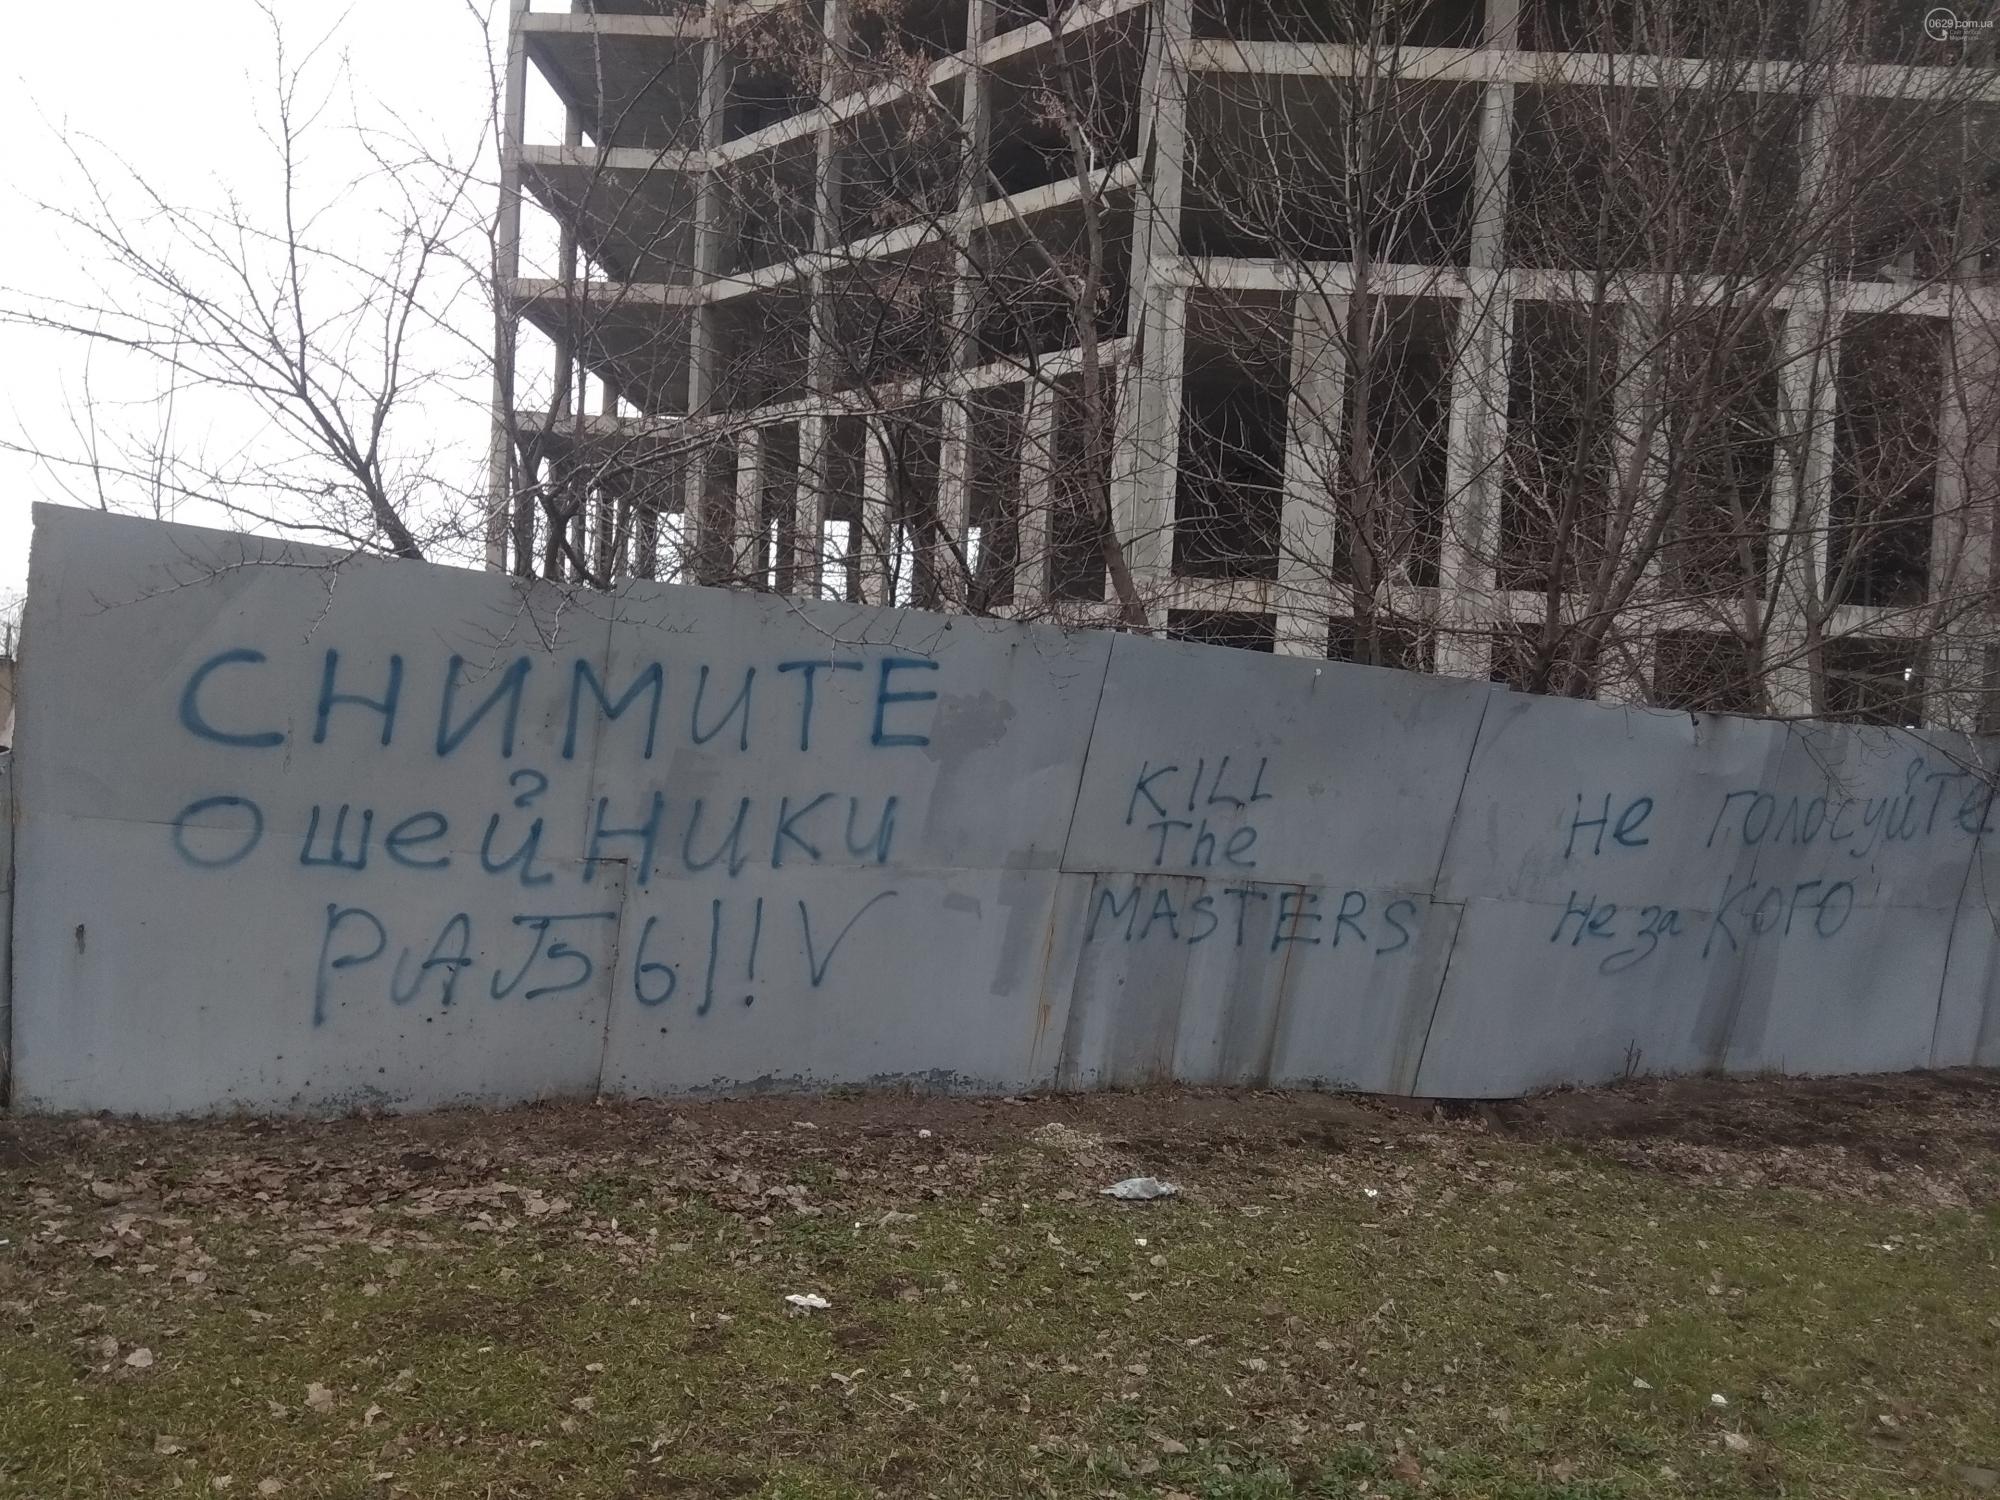 СНИМИТЕ
ошейНИКИ
РАБЫ!!V
KILL
The
MASTERS
Не голосуйте
Не за КОГО
0629.com.ua